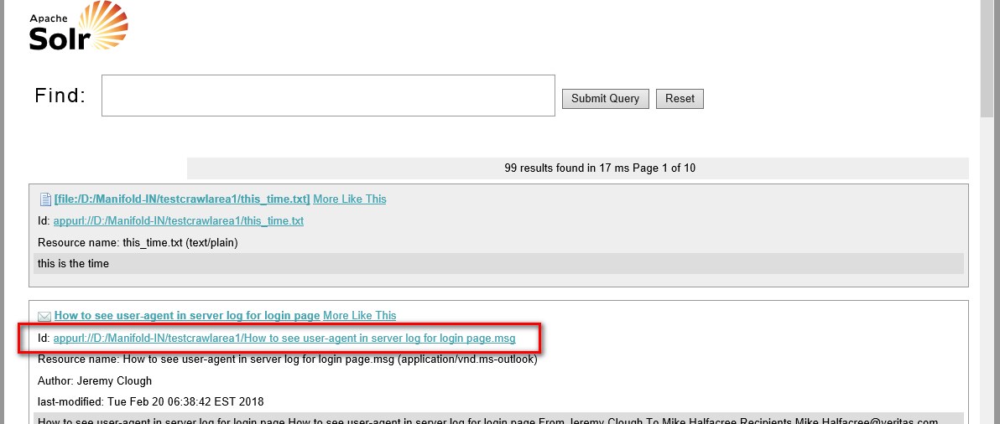 Apache
Solr
Find:
Submit Query Reset
99 results found in 17 ms Page 1 of 10
[file:/D:/Manifold-IN/testcrawlarea1/this_time.txt] More Like This
Id: appurl://D:/Manifold-IN/testcrawlarea1/this_time.txt
Resource name: this_time.txt (text/plain)
this is the time
How to see user-agent in server log for login page More Like This
Id: appurl://D:/Manifold-IN/testcrawlarea1/How to see user-agent in server log for login page.msg
Resource name: How to see user-agent in server log for login page.msg (application/vnd.ms-outlook)
Author: Jeremy Clough
last-modified: Tue Feb 20 06:38:42 EST 2018
How to see user-agent in server log for login page How to see user-agent in server log for login page From Jeremy Clough To Mike Halfacree Recipients Mike.Halfacree@veritas.com